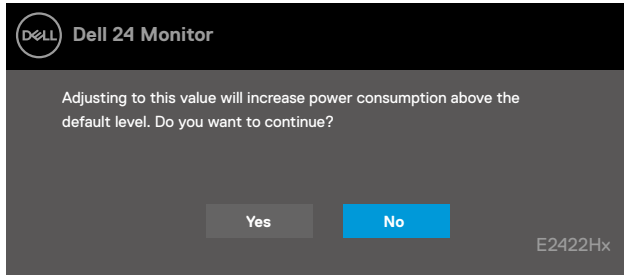 DELL Dell 24 Monitor
Adjusting to this value will increase power consumption above the
default level. Do you want to continue?
Yes No
E2422Hx